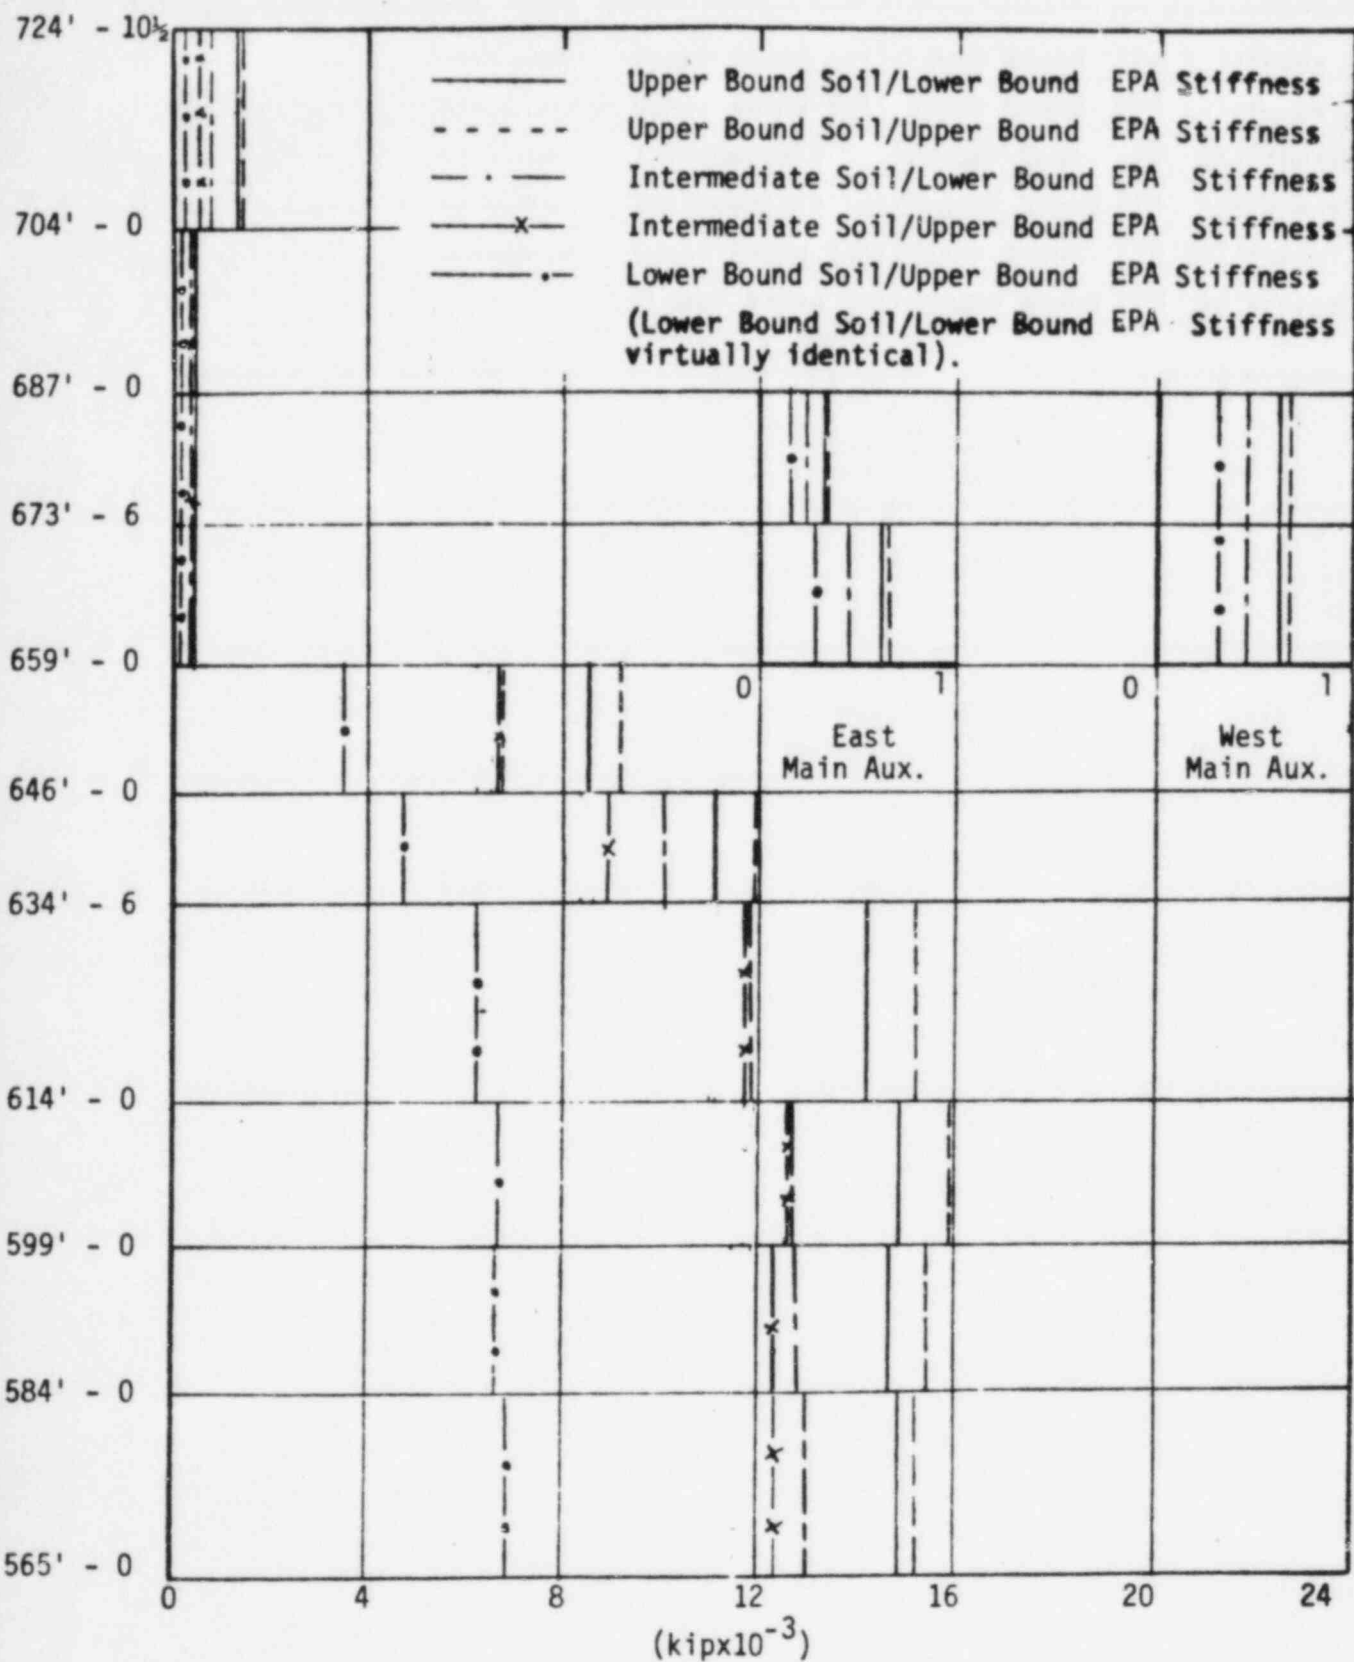 724' - 10½
Upper Bound Soil/Lower Bound EPA Stiffness
Upper Bound Soil/Upper Bound EPA Stiffness
Intermediate Soil/Lower Bound EPA Stiffness
704' - 0
Intermediate Soil/Upper Bound EPA Stiffness
Lower Bound Soil/Upper Bound EPA Stiffness
(Lower Bound Soil/Lower Bound EPA Stiffness
virtually identical).
687' - 0
673' - 6
659' - 0
0 1 0 1
East
Main Aux.
West
Main Aux.
646' - 0
634' - 6
614' - 0
599' - 0
584' - 0
565' - 0
0 4 8 12 16 20 24
(kipx10-3)